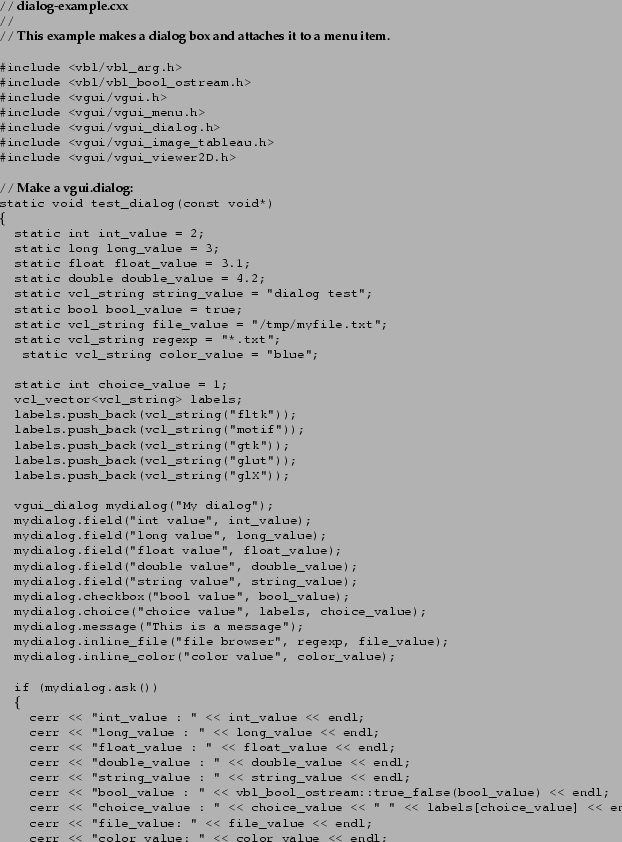 // dialog-example.cxx
//
// This example makes a dialog box and attaches it to a menu item.
#include <vbl/vbl_arg.h>
#include <vbl/vbl_bool_ostream.h>
#include <vgui/vgui.h>
#include <vgui/vgui_menu.h>
#include <vgui/vgui_dialog.h>
#include <vgui/vgui_image_tableau.h>
#include <vgui/vgui_viewer2D.h>
// Make a vgui.dialog:
static void test_dialog(const void*)
{
static int int_value = 2;
static long long_value = 3;
static float float_value = 3.1;
static double double_value = 4.2;
static vcl_string string_value = "dialog test";
static bool bool_value = true;
static vcl_string file_value = "/tmp/myfile.txt";
static vcl_string regexp = "*.txt";
static vcl_string color_value = "blue";
static int choice_value = 1;
vcl_vector<vcl_string> labels;
labels.push_back(vcl_string("fltk"));
labels.push_back(vcl_string("motif"));
labels.push_back(vcl_string("gtk"));
labels.push_back(vcl_string("glut"));
labels.push_back(vcl_string("glX"));
vgui_dialog mydialog("My dialog");
mydialog.field("int value", int_value);
mydialog.field("long value", long_value);
mydialog.field("float value", float_value);
mydialog.field("double value", double_value);
mydialog.field("string value", string_value);
mydialog.checkbox("bool value", bool_value);
mydialog.choice("choice value", labels, choice_value);
mydialog.message("This is a message");
mydialog.inline_file("file browser", regexp, file_value);
mydialog.inline_color("color value", color_value);
if (mydialog.ask())
{
cerr << "int_value : " << int_value << endl;
cerr << "long_value : " << long_value << endl;
cerr << "float_value : " << float_value << endl;
cerr << "double_value : " << double_value << endl;
cerr << "string_value : " << string_value << endl;
cerr << "bool_value : " << vbl_bool_ostream::true_false(bool_value) << endl;
cerr << "choice_value : " << choice_value << " " << labels[choice_value] <<
cerr << "file_value: " << file_value << endl;
cerr << "color_value: " << color_value << endl;